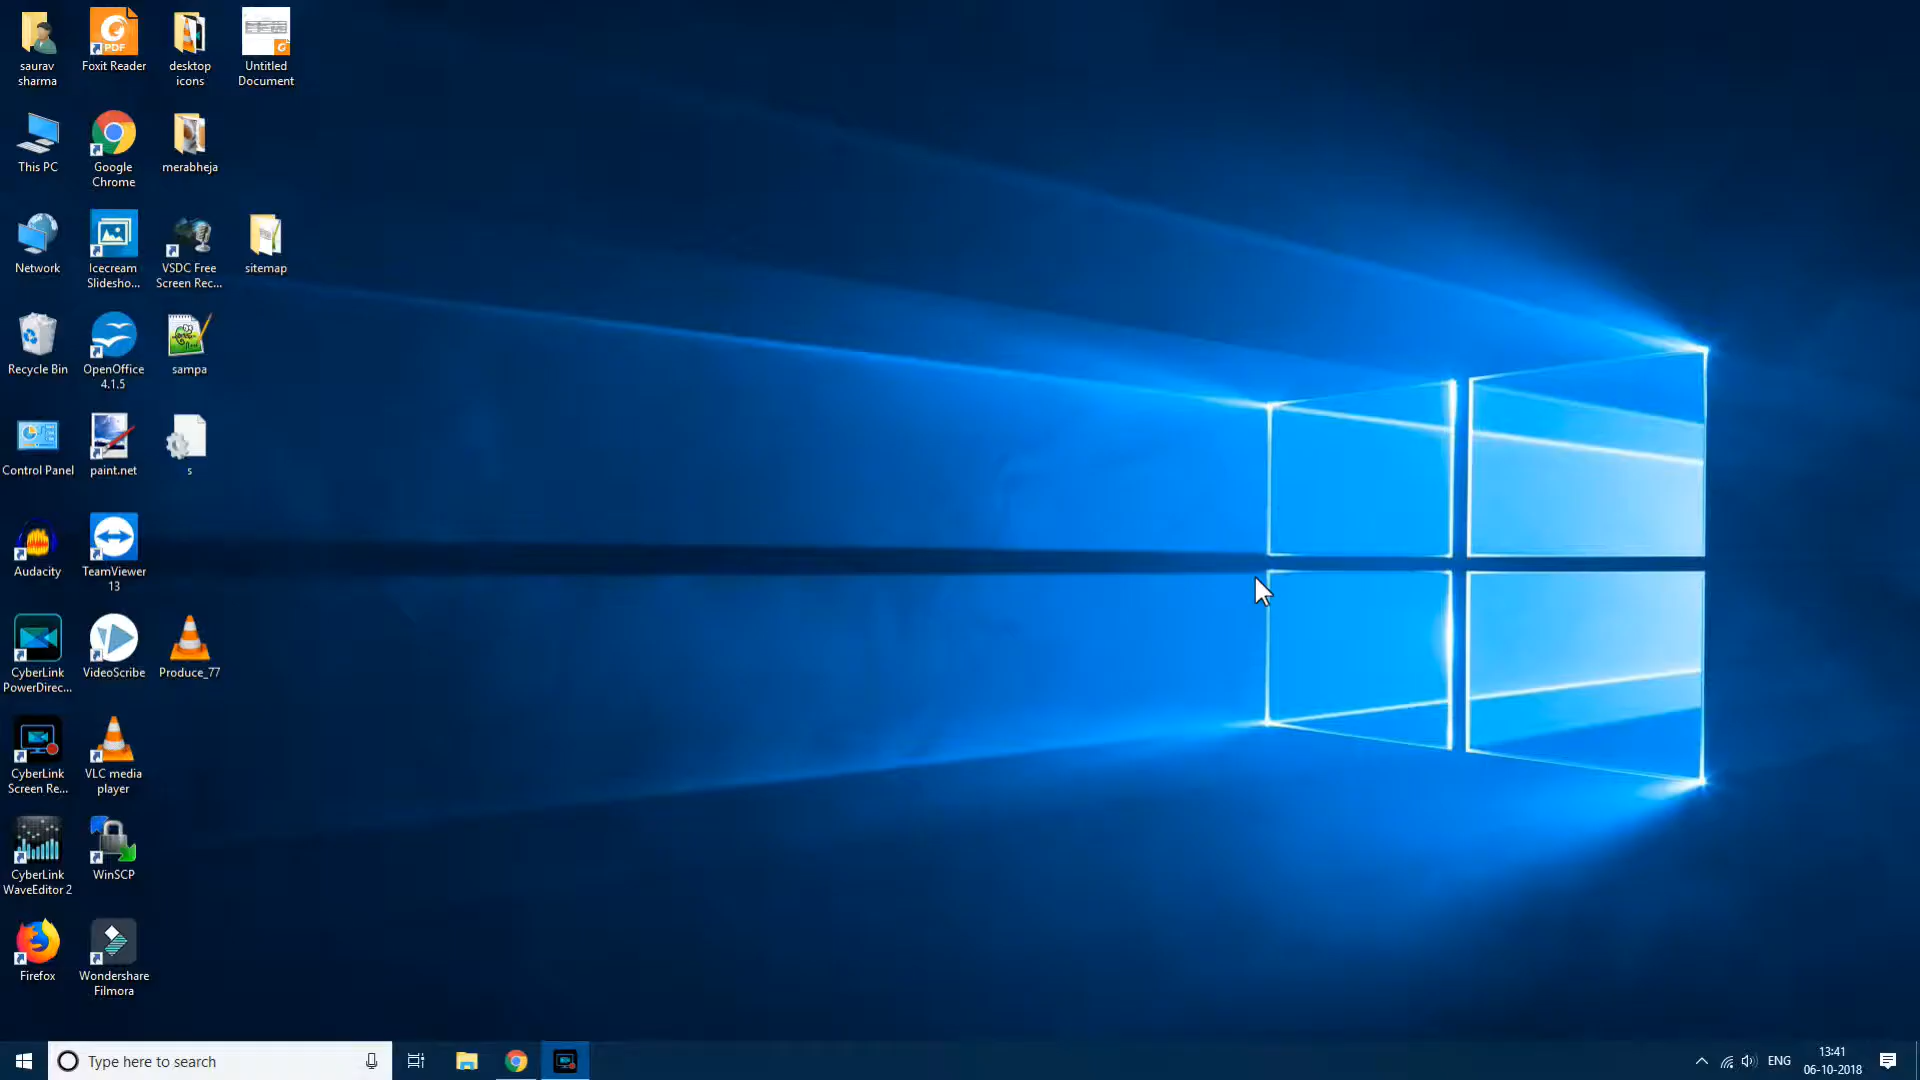 saurav
sharma
Foxit Reader
desktop
icons
Untitled
Document
This PC
Google
Chrome
merabheja
Network
Icecream
Slidesho...
VSDC Free
Screen Rec...
sitemap
Recycle Bin
OpenOffice
4.1.5
sampa
Control Panel
paint.net
s
Audacity
TeamViewer
13
CyberLink
PowerDirec...
VideoScribe
Produce_77
CyberLink
Screen Re...
VLC media
player
CyberLink
WaveEditor 2
WinSCP
Firefox
Wondershare
Filmora
PDF
Type here to search
ENG
13:41
06-10-2018